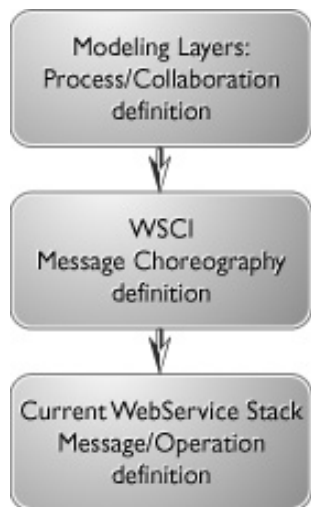 Modeling Layers:
Process/Collaboration
definition
WSCI
Message Choreography
definition
Current WebService Stack
Message/Operation
definition